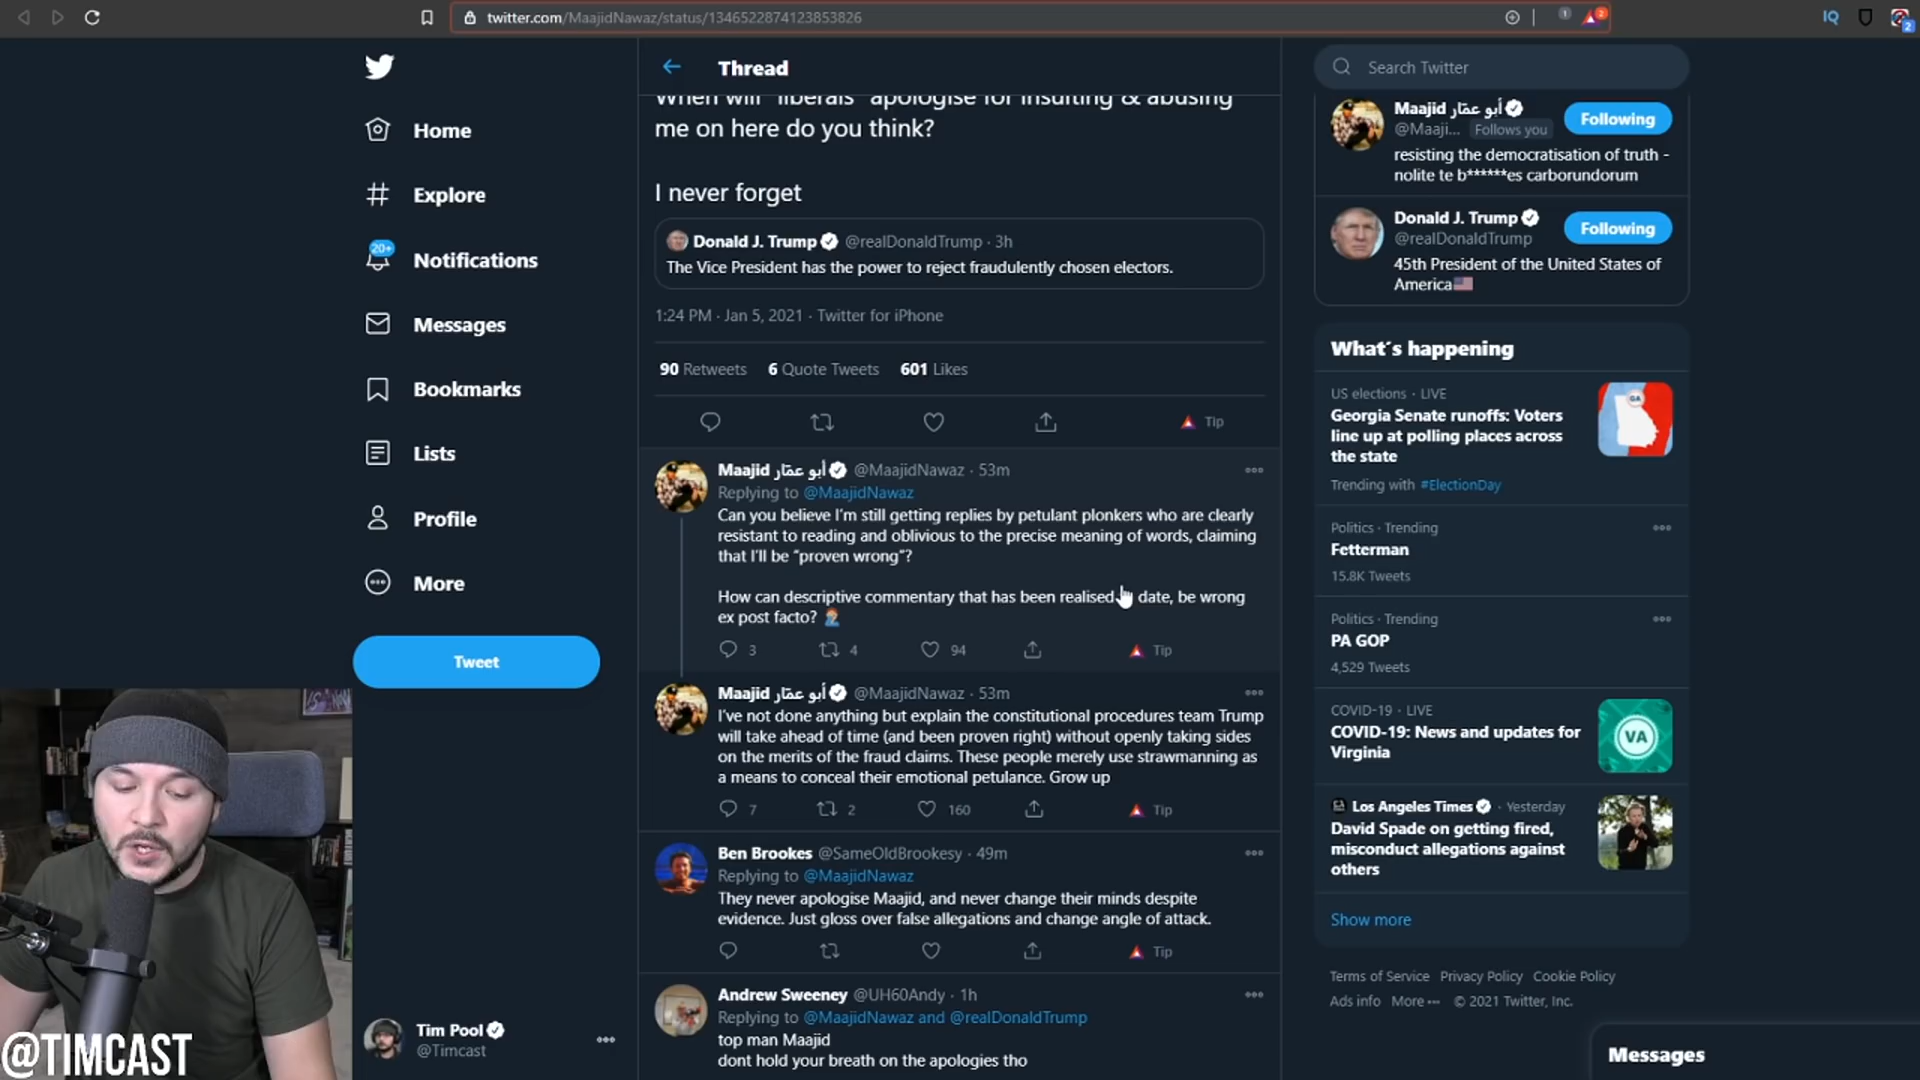 twitter.com/MaajidNawaz/status/1346522874123853826
1
2
IQ
2
Home
Explore
20+
Notifications
Messages
Bookmarks
Lists
Profile
More
Tweet
Tim Pool
@Timcast
@TIMCAST
Thread
When will "liberals" apologise for insulting & abusing
me on here do you think?
I never forget
Donald J. Trump @realDonaldTrump · 3h
The Vice President has the power to reject fraudulently chosen electors.
1:24 PM · Jan 5, 2021 · Twitter for iPhone
90 Retweets 6 Quote Tweets 601 Likes
Tip
Maajid أبو عمّار @MaajidNawaz · 53m
Replying to @MaajidNawaz
Can you believe I'm still getting replies by petulant plonkers who are clearly
resistant to reading and oblivious to the precise meaning of words, claiming
that I'll be "proven wrong"?
How can descriptive commentary that has been realised date, be wrong
ex post facto?
3 4 94 Tip
Maajid أبو عمّار @MaajidNawaz · 53m
I've not done anything but explain the constitutional procedures team Trump
will take ahead of time (and been proven right) without openly taking sides
on the merits of the fraud claims. These people merely use strawmanning as
a means to conceal their emotional petulance. Grow up
7 2 160 Tip
Ben Brookes @SameOldBrookesy · 49m
Replying to @MaajidNawaz
They never apologise Maajid, and never change their minds despite
evidence. Just gloss over false allegations and change angle of attack.
Tip
Andrew Sweeney @UH60Andy · 1h
Replying to @MaajidNawaz and @realDonaldTrump
top man Maajid
dont hold your breath on the apologies tho
Search Twitter
Maajid أبو عمّار
@Maaji... Follows you
Following
resisting the democratisation of truth -
nolite te b******es carborundorum
Donald J. Trump
@realDonaldTrump
Following
45th President of the United States of
America
What's happening
US elections · LIVE
Georgia Senate runoffs: Voters
line up at polling places across
the state
GA
Trending with #ElectionDay
Politics · Trending
Fetterman
15.8K Tweets
Politics · Trending
PA GOP
4,529 Tweets
COVID-19 · LIVE
COVID-19: News and updates for
Virginia
VA
Los Angeles Times · Yesterday
David Spade on getting fired,
misconduct allegations against
others
Show more
Terms of Service Privacy Policy Cookie Policy
Ads info More © 2021 Twitter, Inc.
Messages